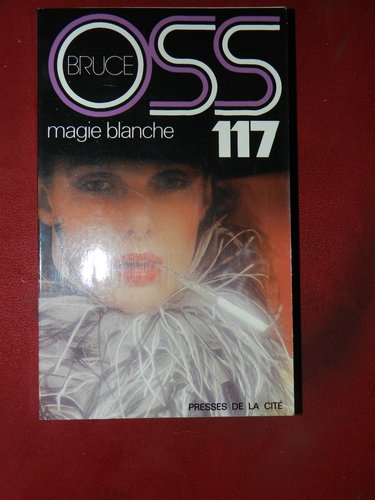 OSS
BRUCE
magie blanche
117
PRESSES DE LA CITÉ